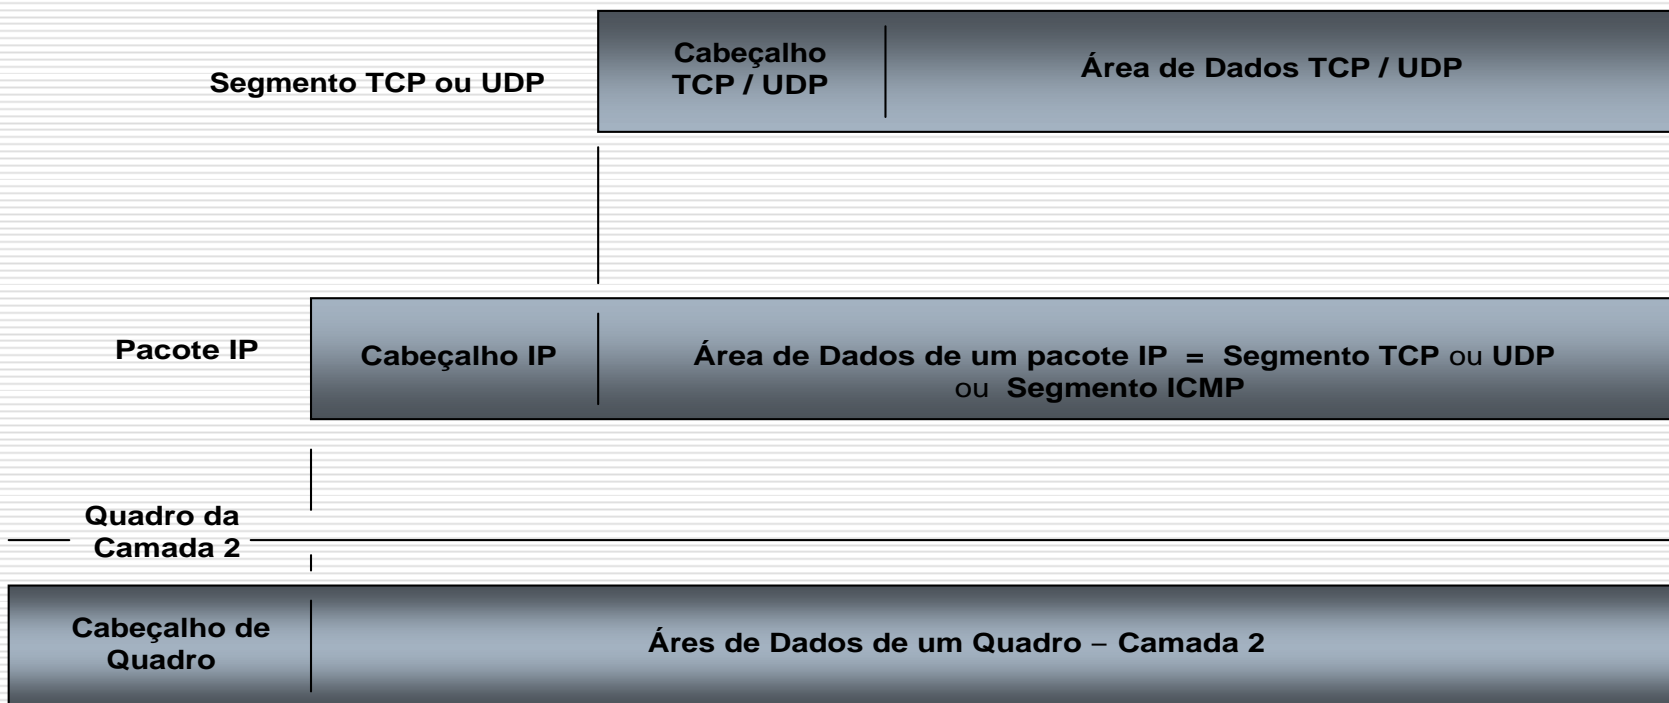 Segmento TCP ou UDP
Cabeçalho
TCP / UDP
Área de Dados TCP / UDP
Pacote IP
Cabeçalho IP
Área de Dados de um pacote IP = Segmento TCP ou UDP
ou Segmento ICMP
Quadro da
Camada 2
Cabeçalho de
Quadro
Áres de Dados de um Quadro – Camada 2